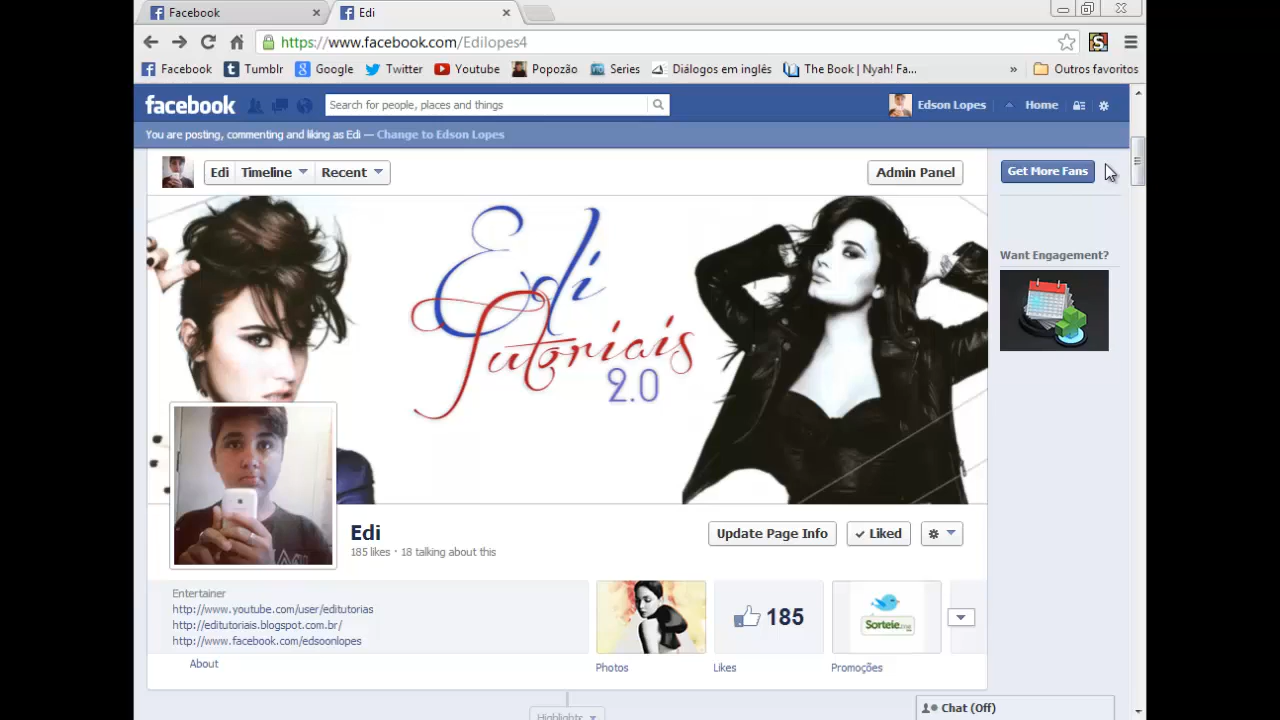 Facebook
Edi
https://www.facebook.com/Edilopes4
Facebook Tumblr Google Twitter Youtube Popozão Series Diálogos em inglês The Book | Nyah! Fa... » Outros favoritos
facebook Search for people, places and things Edson Lopes Home
You are posting, commenting and liking as Edi — Change to Edson Lopes
Edi Timeline Recent Admin Panel Get More Fans
Want Engagement?
Edi
Tutoriais
2.0
Edi Update Page Info Liked
185 likes · 18 talking about this
Entertainer
http://www.youtube.com/user/editutorias
http://editutoriais.blogspot.com.br/
http://www.facebook.com/edsoonlopes
About
185
Sorteie.me
Photos Likes Promoções
Highlights
Chat (Off)